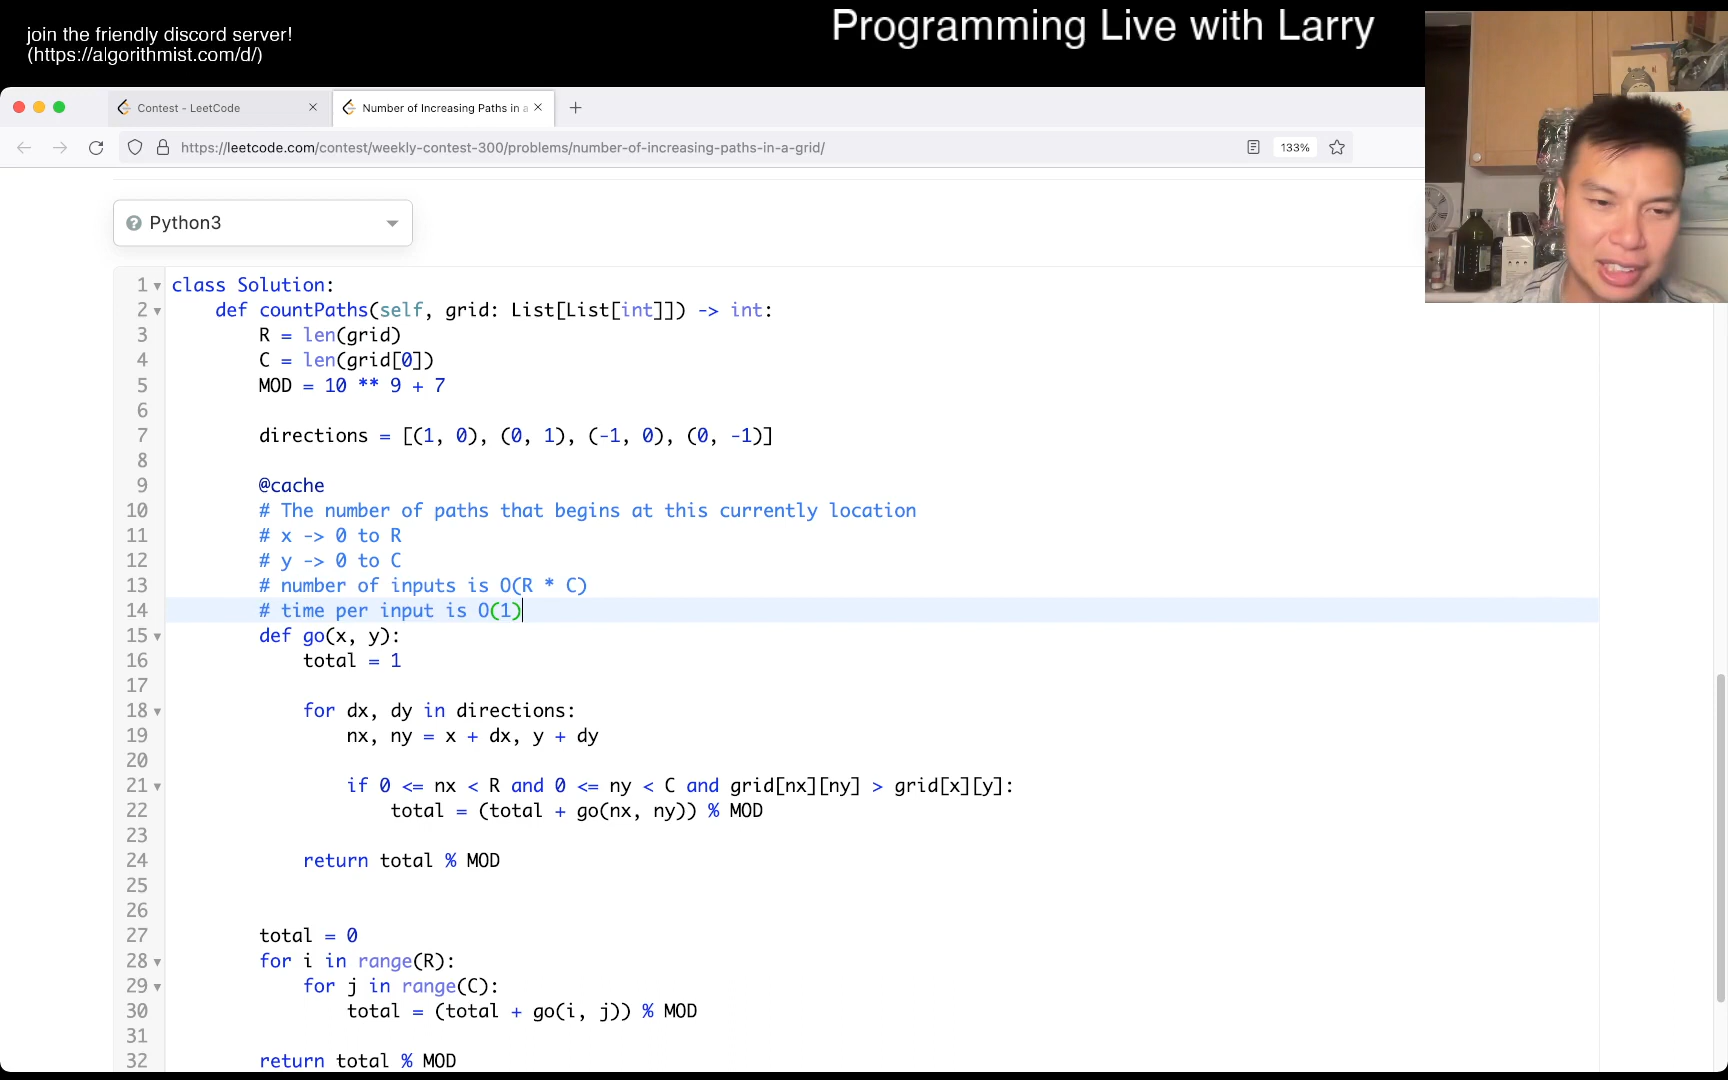 join the friendly discord server!
(https://algorithmist.com/d/)
Programming Live with Larry
Contest - LeetCode
Number of Increasing Paths in a
https://leetcode.com/contest/weekly-contest-300/problems/number-of-increasing-paths-in-a-grid/
133%
Python3
1 class Solution:
2     def countPaths(self, grid: List[List[int]]) -> int:
3         R = len(grid)
4         C = len(grid[0])
5         MOD = 10 ** 9 + 7
6
7         directions = [(1, 0), (0, 1), (-1, 0), (0, -1)]
8
9         @cache
10         # The number of paths that begins at this currently location
11         # x -> 0 to R
12         # y -> 0 to C
13         # number of inputs is O(R * C)
14         # time per input is O(1)
15         def go(x, y):
16             total = 1
17
18             for dx, dy in directions:
19                 nx, ny = x + dx, y + dy
20
21                 if 0 <= nx < R and 0 <= ny < C and grid[nx][ny] > grid[x][y]:
22                     total = (total + go(nx, ny)) % MOD
23
24             return total % MOD
25
26
27         total = 0
28         for i in range(R):
29             for j in range(C):
30                 total = (total + go(i, j)) % MOD
31
32         return total % MOD